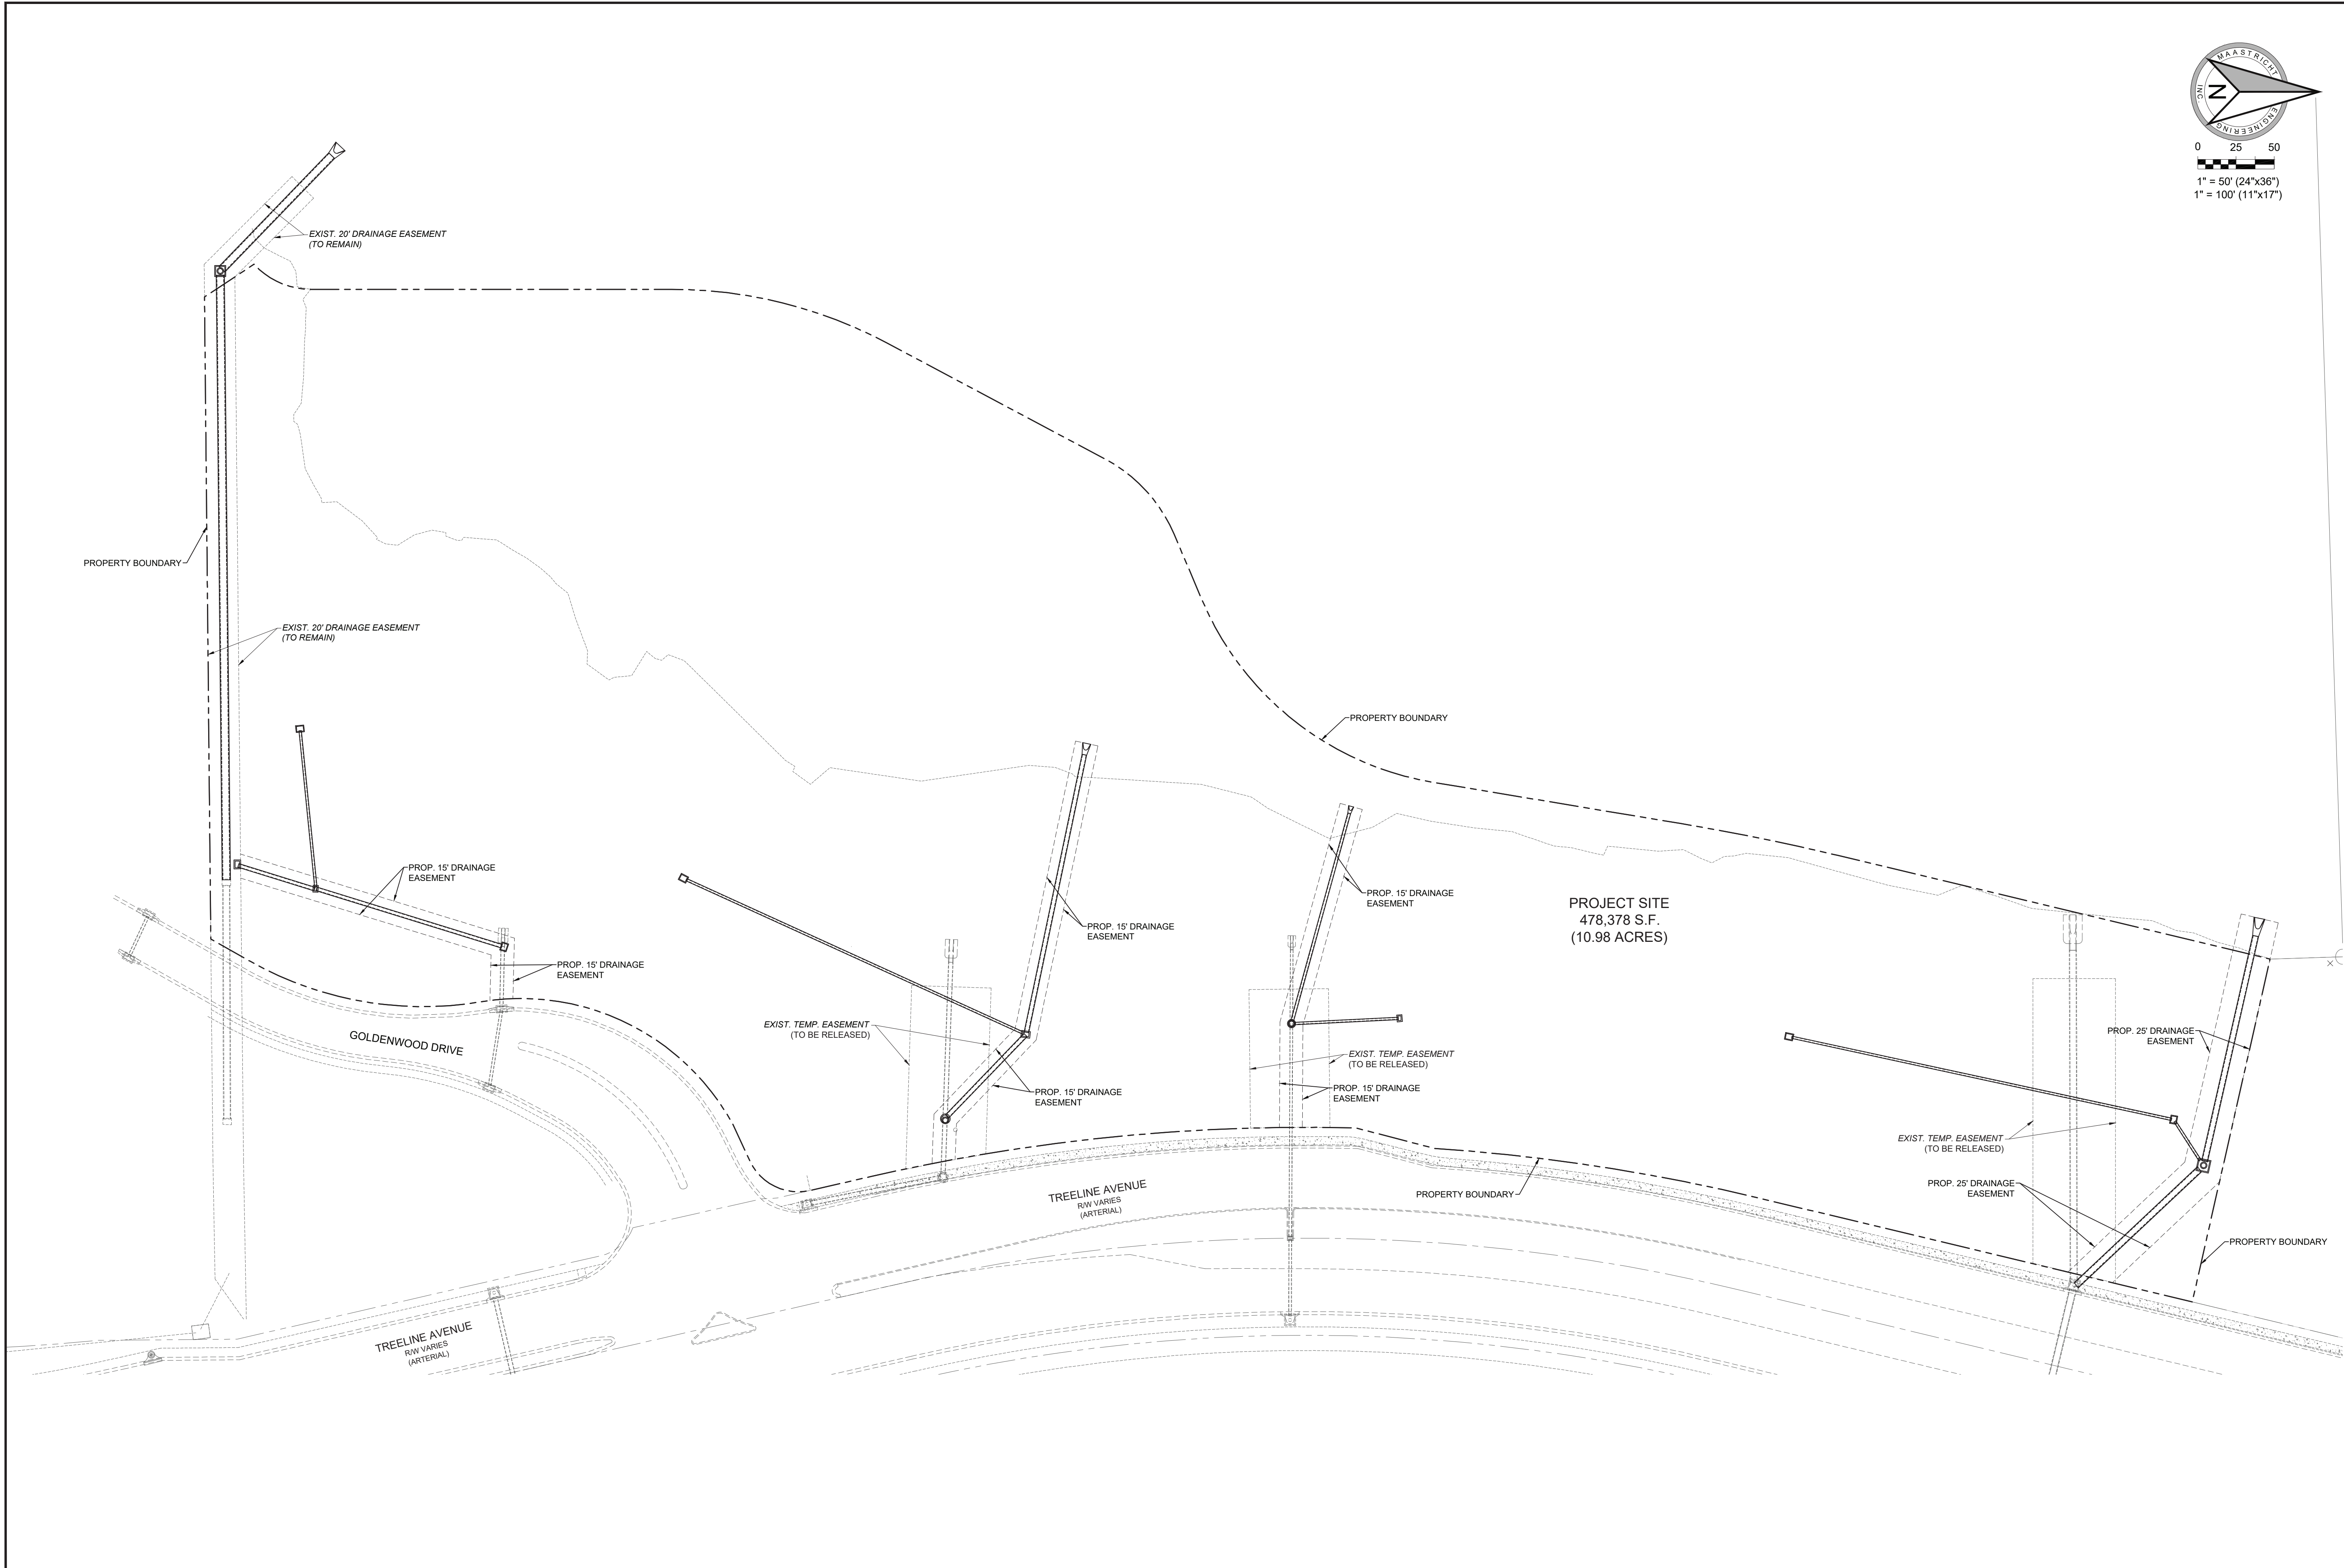 MAASTRICHT ENGINEERING INC.
N
0 25 50
1" = 50' (24"x36")
1" = 100' (11"x17")
EXIST. 20' DRAINAGE EASEMENT
(TO REMAIN)
PROPERTY BOUNDARY
EXIST. 20' DRAINAGE EASEMENT
(TO REMAIN)
PROPERTY BOUNDARY
PROP. 15' DRAINAGE
EASEMENT
PROP. 15' DRAINAGE
EASEMENT
PROP. 15' DRAINAGE
EASEMENT
PROP. 15' DRAINAGE
EASEMENT
PROJECT SITE
478,378 S.F.
(10.98 ACRES)
GOLDENWOOD DRIVE
EXIST. TEMP. EASEMENT
(TO BE RELEASED)
PROP. 15' DRAINAGE
EASEMENT
EXIST. TEMP. EASEMENT
(TO BE RELEASED)
PROP. 15' DRAINAGE
EASEMENT
PROP. 25' DRAINAGE
EASEMENT
EXIST. TEMP. EASEMENT
(TO BE RELEASED)
PROP. 25' DRAINAGE
EASEMENT
TREELINE AVENUE
R/W VARIES
(ARTERIAL)
PROPERTY BOUNDARY
PROPERTY BOUNDARY
TREELINE AVENUE
R/W VARIES
(ARTERIAL)